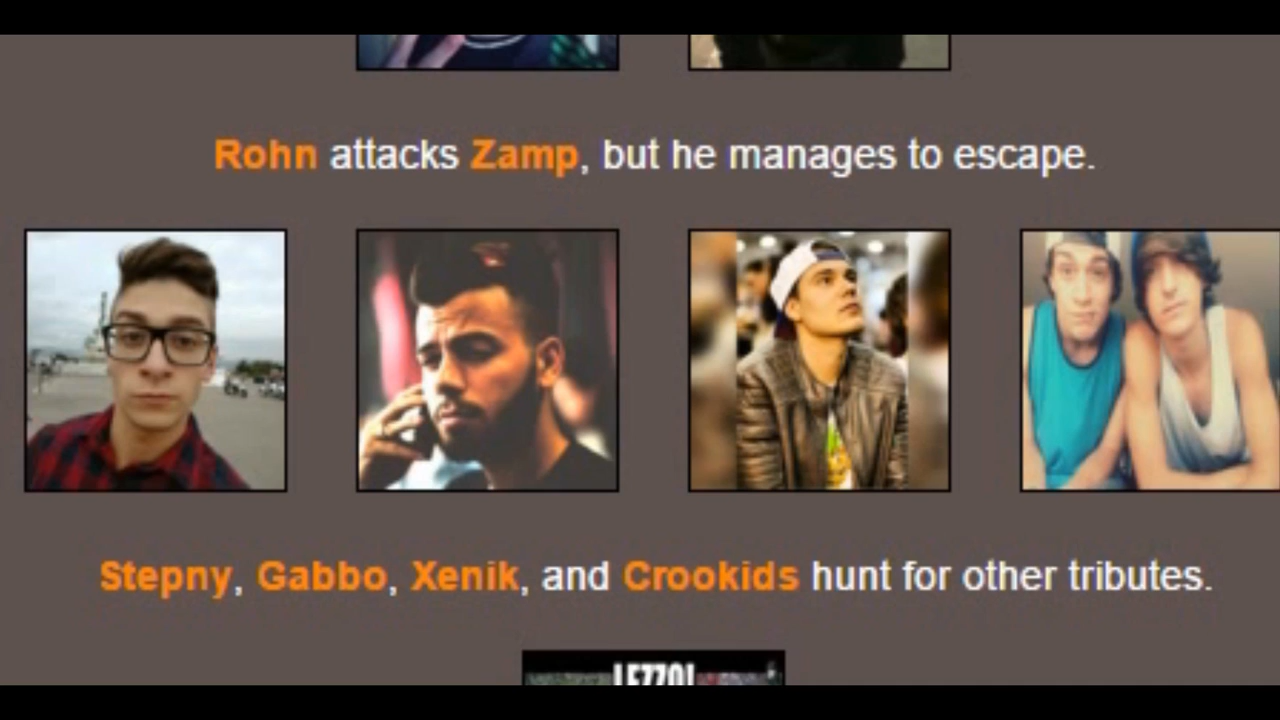 Rohn attacks Zamp, but he manages to escape.
Stepny, Gabbo, Xenik, and Crookids hunt for other tributes.